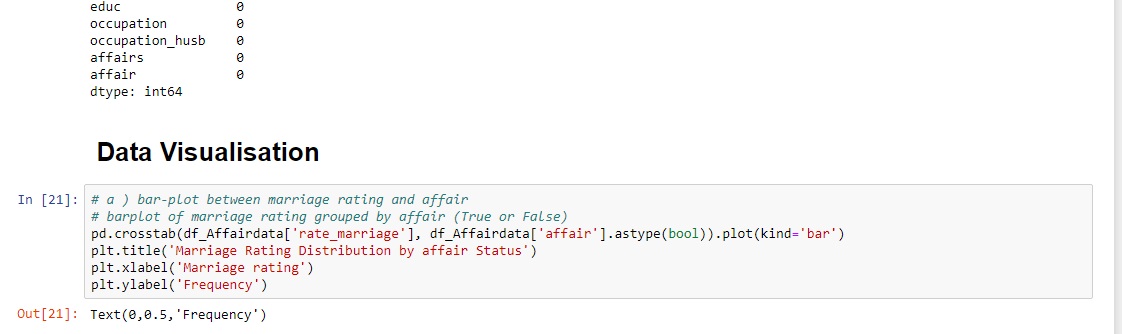 educ 0
occupation 0
occupation_husb 0
affairs 0
affair 0
dtype: int64
Data Visualisation
In [21]: # a ) bar-plot between marriage rating and affair
# barplot of marriage rating grouped by affair (True or False)
pd.crosstab(df_Affairdata['rate_marriage'], df_Affairdata['affair'].astype(bool)).plot(kind='bar')
plt.title('Marriage Rating Distribution by affair Status')
plt.xlabel('Marriage rating')
plt.ylabel('Frequency')
Out[21]: Text(0,0.5,'Frequency')